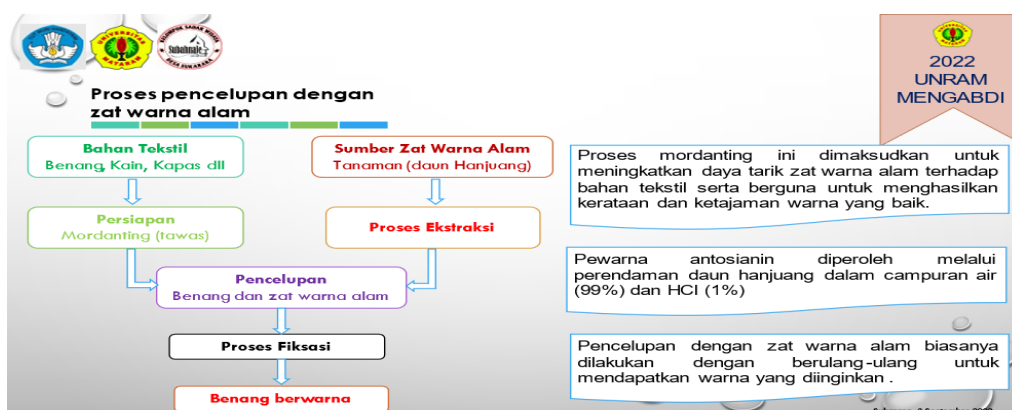 Subahnale
2022
UNRAM
MENGABDI
Proses pencelupan dengan
zat warna alam
Bahan Tekstil
Benang, Kain, Kapas dll
Sumber Zat Warna Alam
Tanaman (daun Hanjuang)
Persiapan
Mordanting (tawas)
Proses Ekstraksi
Pencelupan
Benang dan zat warna alam
Proses Fiksasi
Benang berwarna
Proses mordanting ini dimaksudkan untuk
meningkatkan daya tarik zat warna alam terhadap
bahan tekstil serta berguna untuk menghasilkan
kerataan dan ketajaman warna yang baik.
Pewarna antosianin diperoleh melalui
perendaman daun hanjuang dalam campuran air
(99%) dan HCl (1%)
Pencelupan dengan zat warna alam biasanya
dilakukan dengan berulang-ulang untuk
mendapatkan warna yang diinginkan .